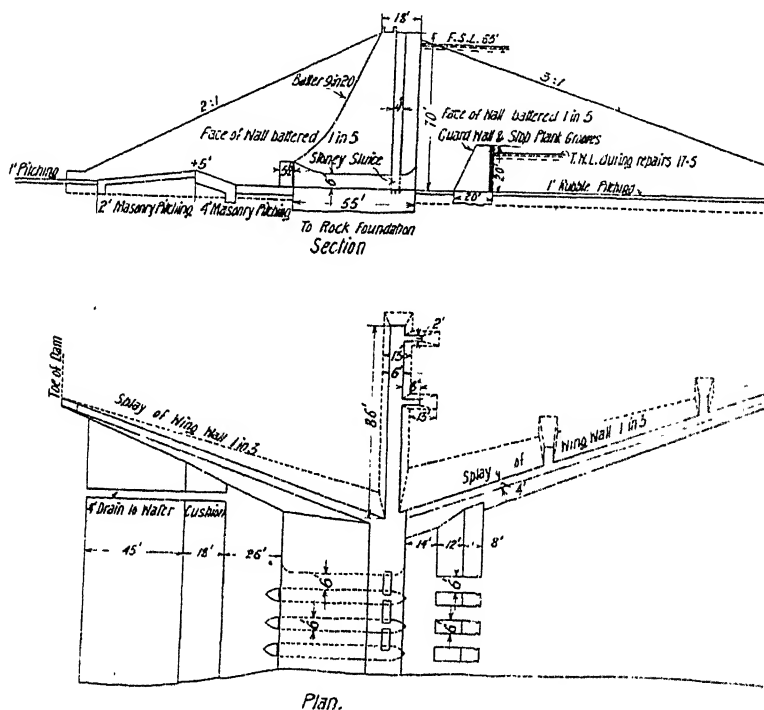 18'
F.S.L. 65'
Batter 9 in 20
2:1
3:1
70'
4'
Face of Wall battered 1 in 5
Face of Wall battered 1 in 5
Guard Wall & Stop Plank Grooves
Stoney Sluice
T.W.L. during repairs 17-5
1' Pitching
+5'
6'
20'
1' Rubble Pitching
2' Masonry Pitching
4' Masonry Pitching
55'
20'
To Rock Foundation
Section
Toe of Dam
Splay of Wing Wall 1 in 3
86'
2'
15'
6'
8'
13'
Splay of Wing Wall 1 in 5
4'
4' Drain to Water Cushion
45'
18'
26'
14'
12'
8'
6'
6'
6'
6'
Plan.